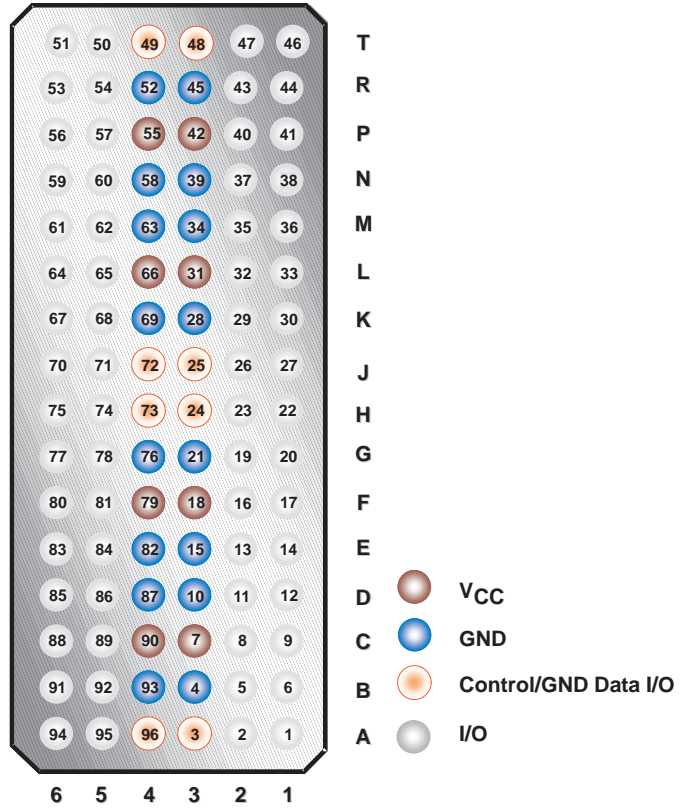 51 50 49 48 47 46 T
53 54 52 45 43 44 R
56 57 55 42 40 41 P
59 60 58 39 37 38 N
61 62 63 34 35 36 M
64 65 66 31 32 33 L
67 68 69 28 29 30 K
70 71 72 25 26 27 J
75 74 73 24 23 22 H
77 78 76 21 19 20 G
80 81 79 18 16 17 F
83 84 82 15 13 14 E
85 86 87 10 11 12 D VCC
88 89 90 7 8 9 C GND
91 92 93 4 5 6 B Control/GND Data I/O
94 95 96 3 2 1 A I/O
6 5 4 3 2 1